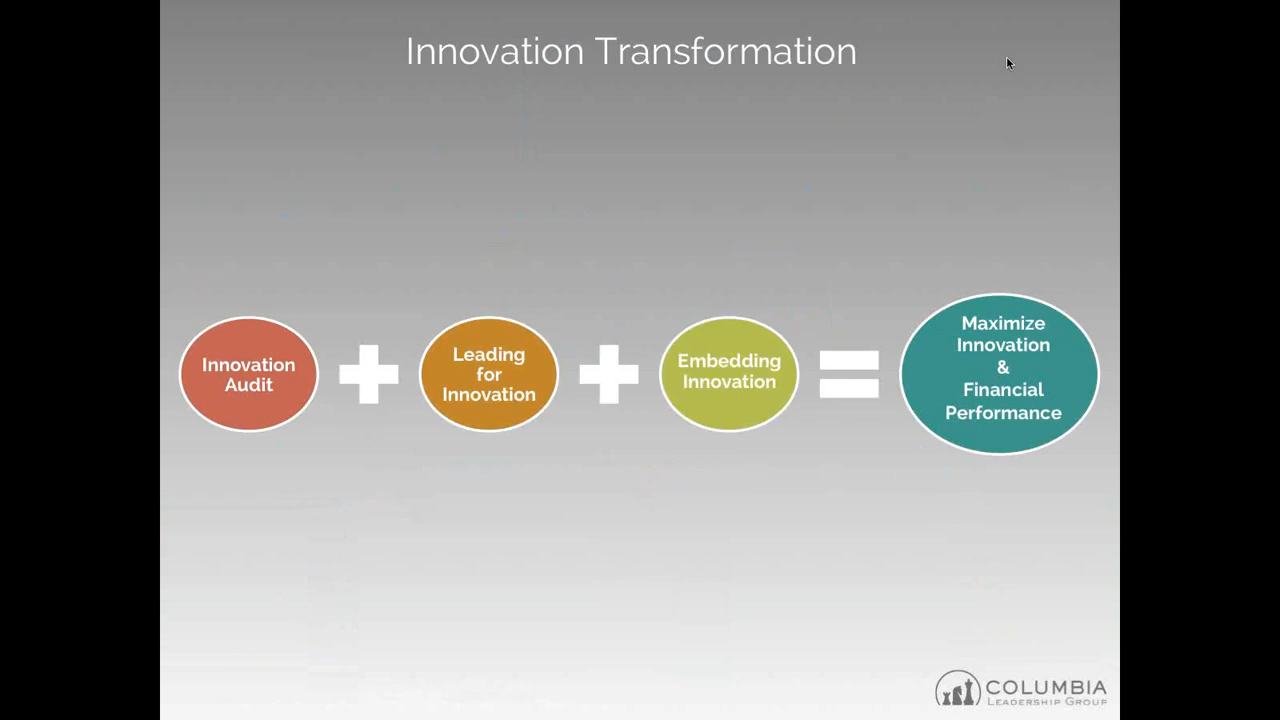 Innovation Transformation
Innovation
Audit
Leading
for
Innovation
Embedding
Innovation
Maximize
Innovation
&
Financial
Performance
COLUMBIA
LEADERSHIP GROUP